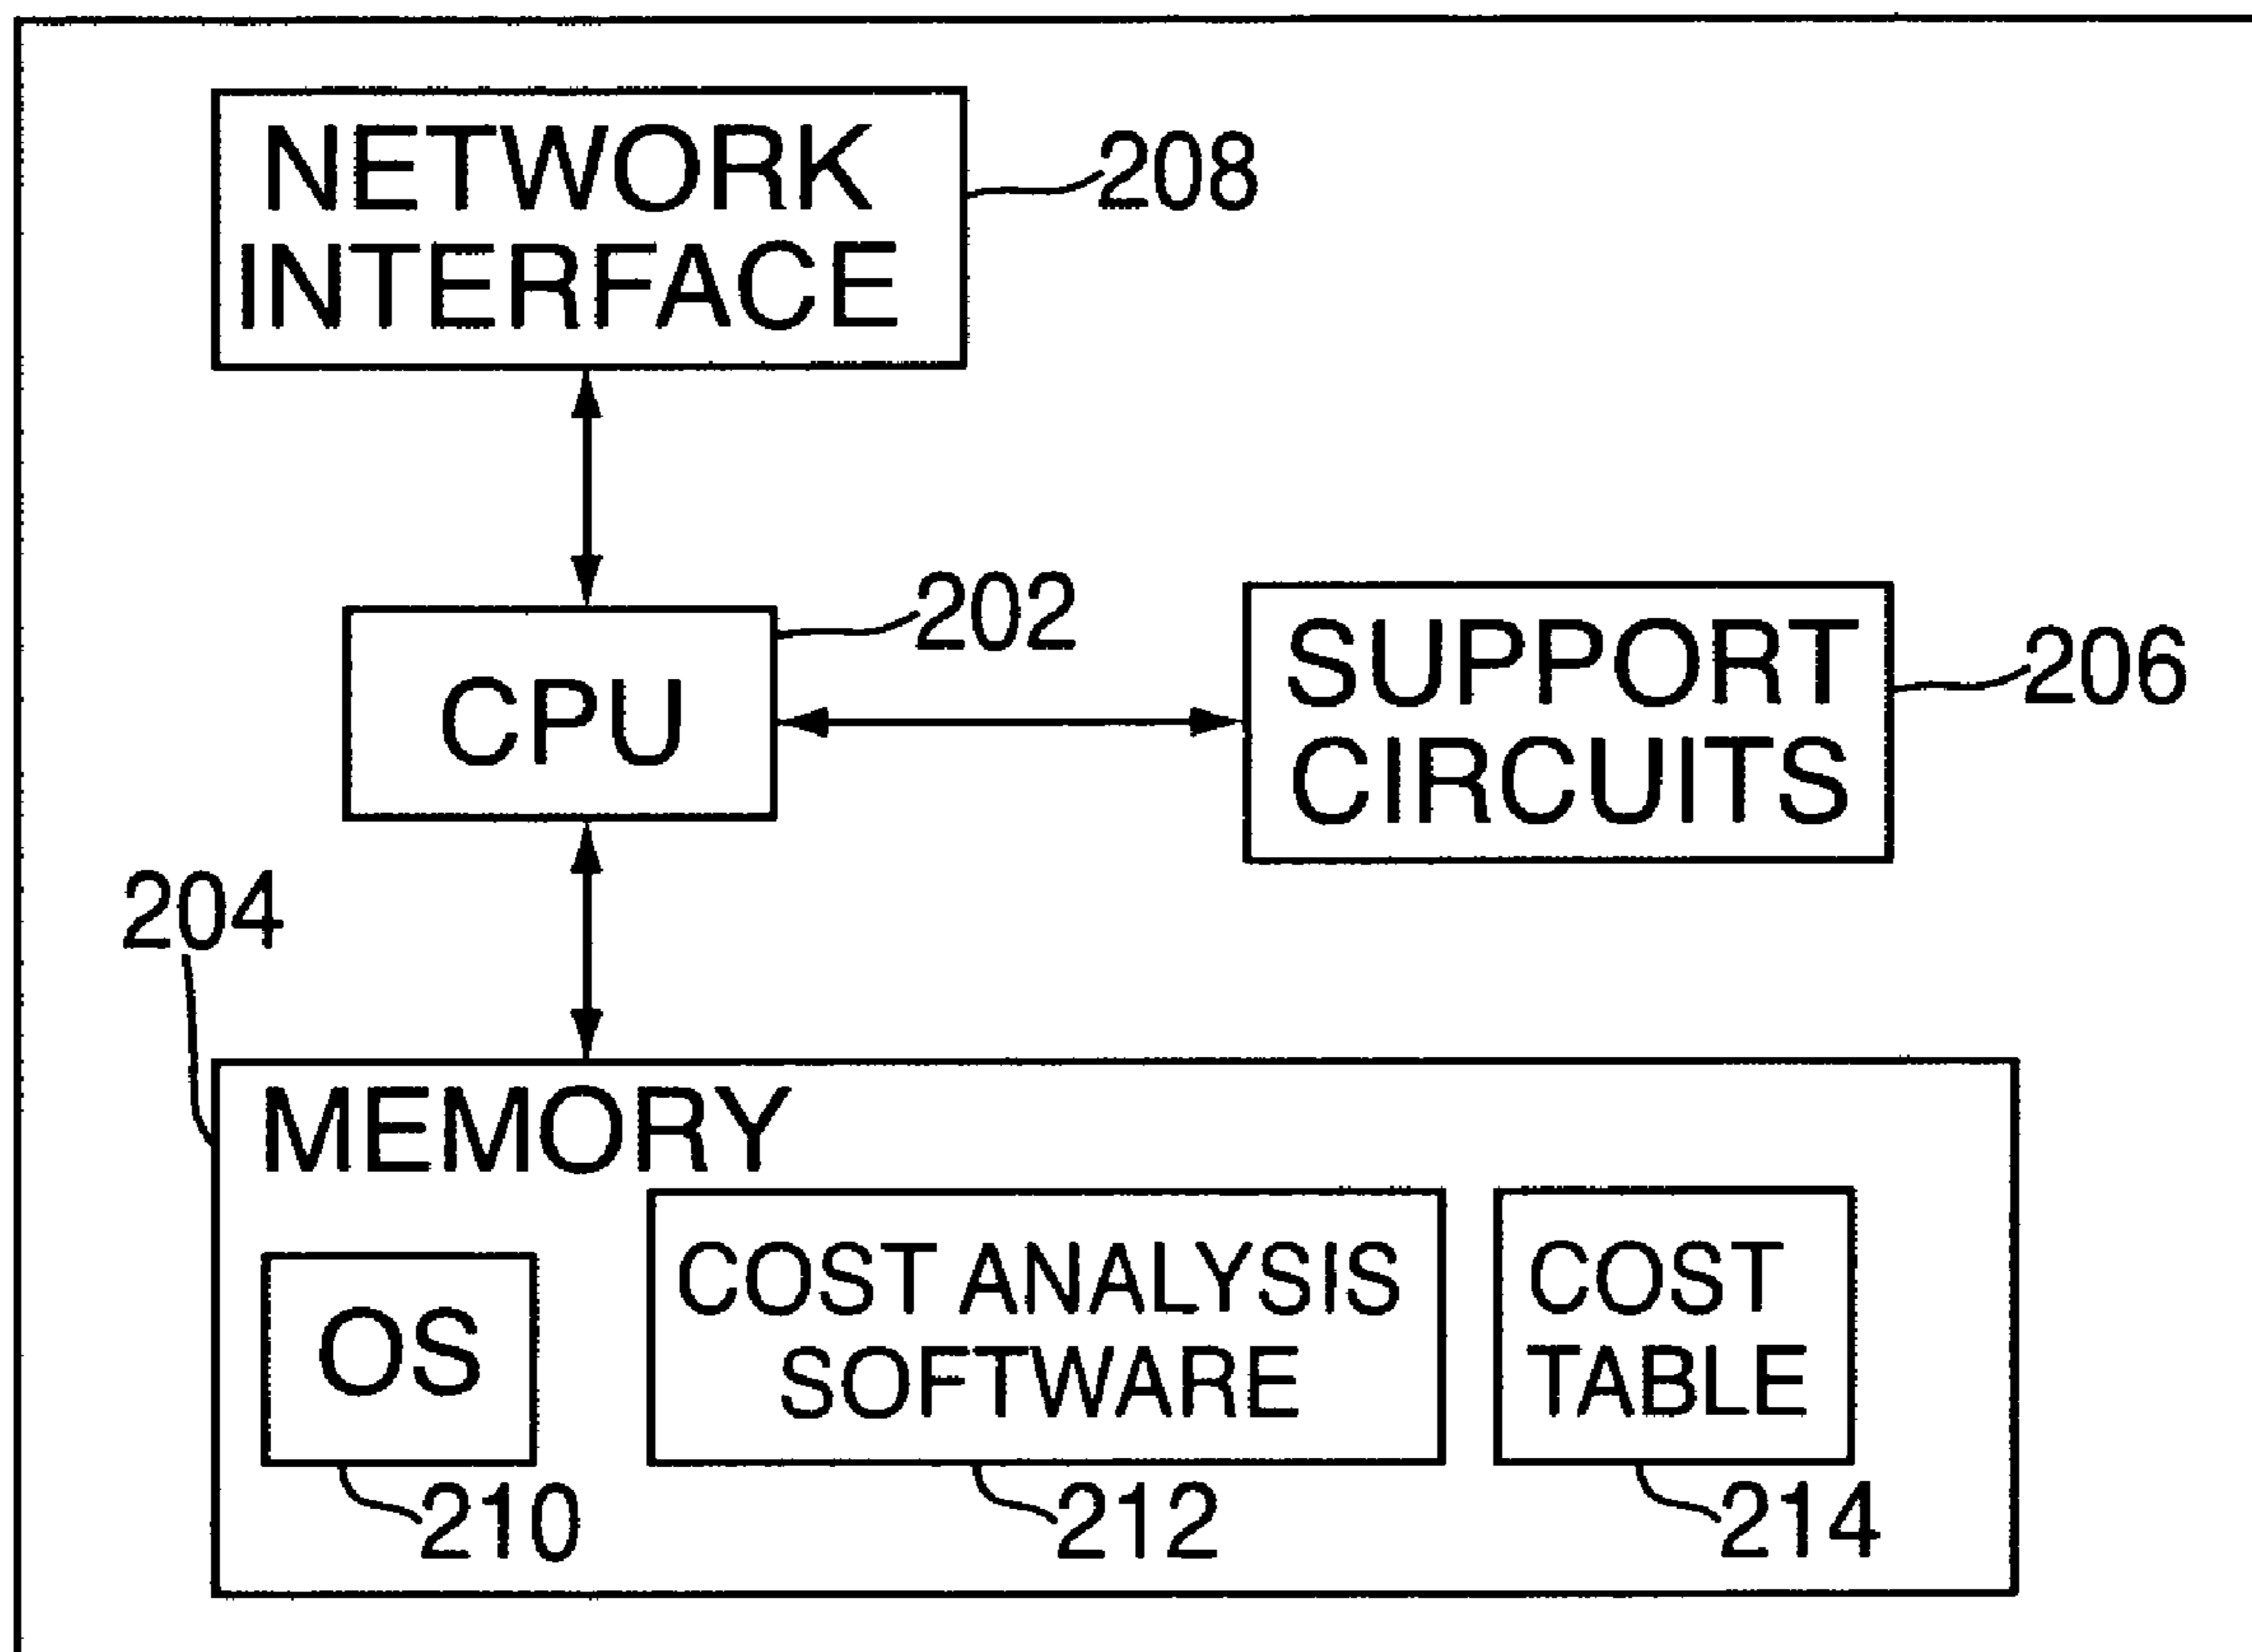 NETWORK
INTERFACE
208
202
CPU
SUPPORT
CIRCUITS
206
204
MEMORY
OS
210
COST ANALYSIS
SOFTWARE
212
COST
TABLE
214